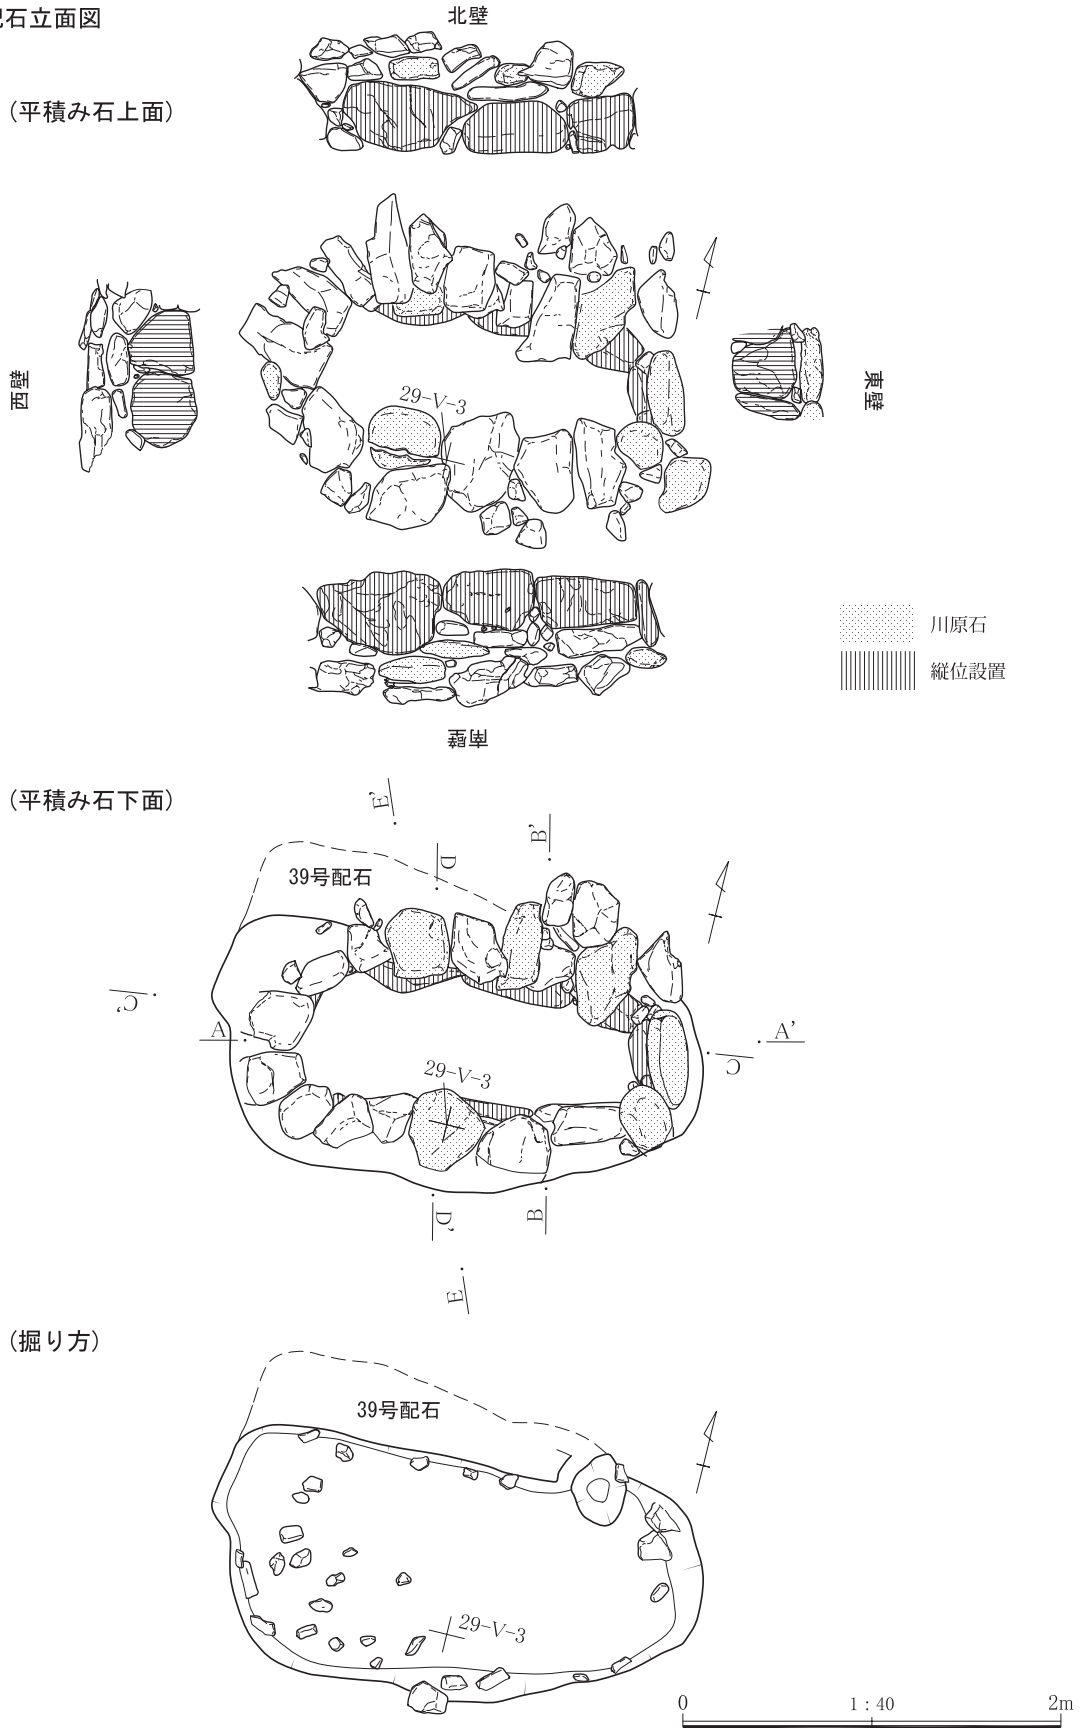 石立面図
北壁
(平積み石上面)
西壁
29-V-3
東壁
川原石
縦位設置
南壁
(平積み石下面)
E'
B'
D
39号配石
C'
A
A'
C
29-V-3
D'
B
E
(掘り方)
39号配石
29-V-3
0
1:40
2m